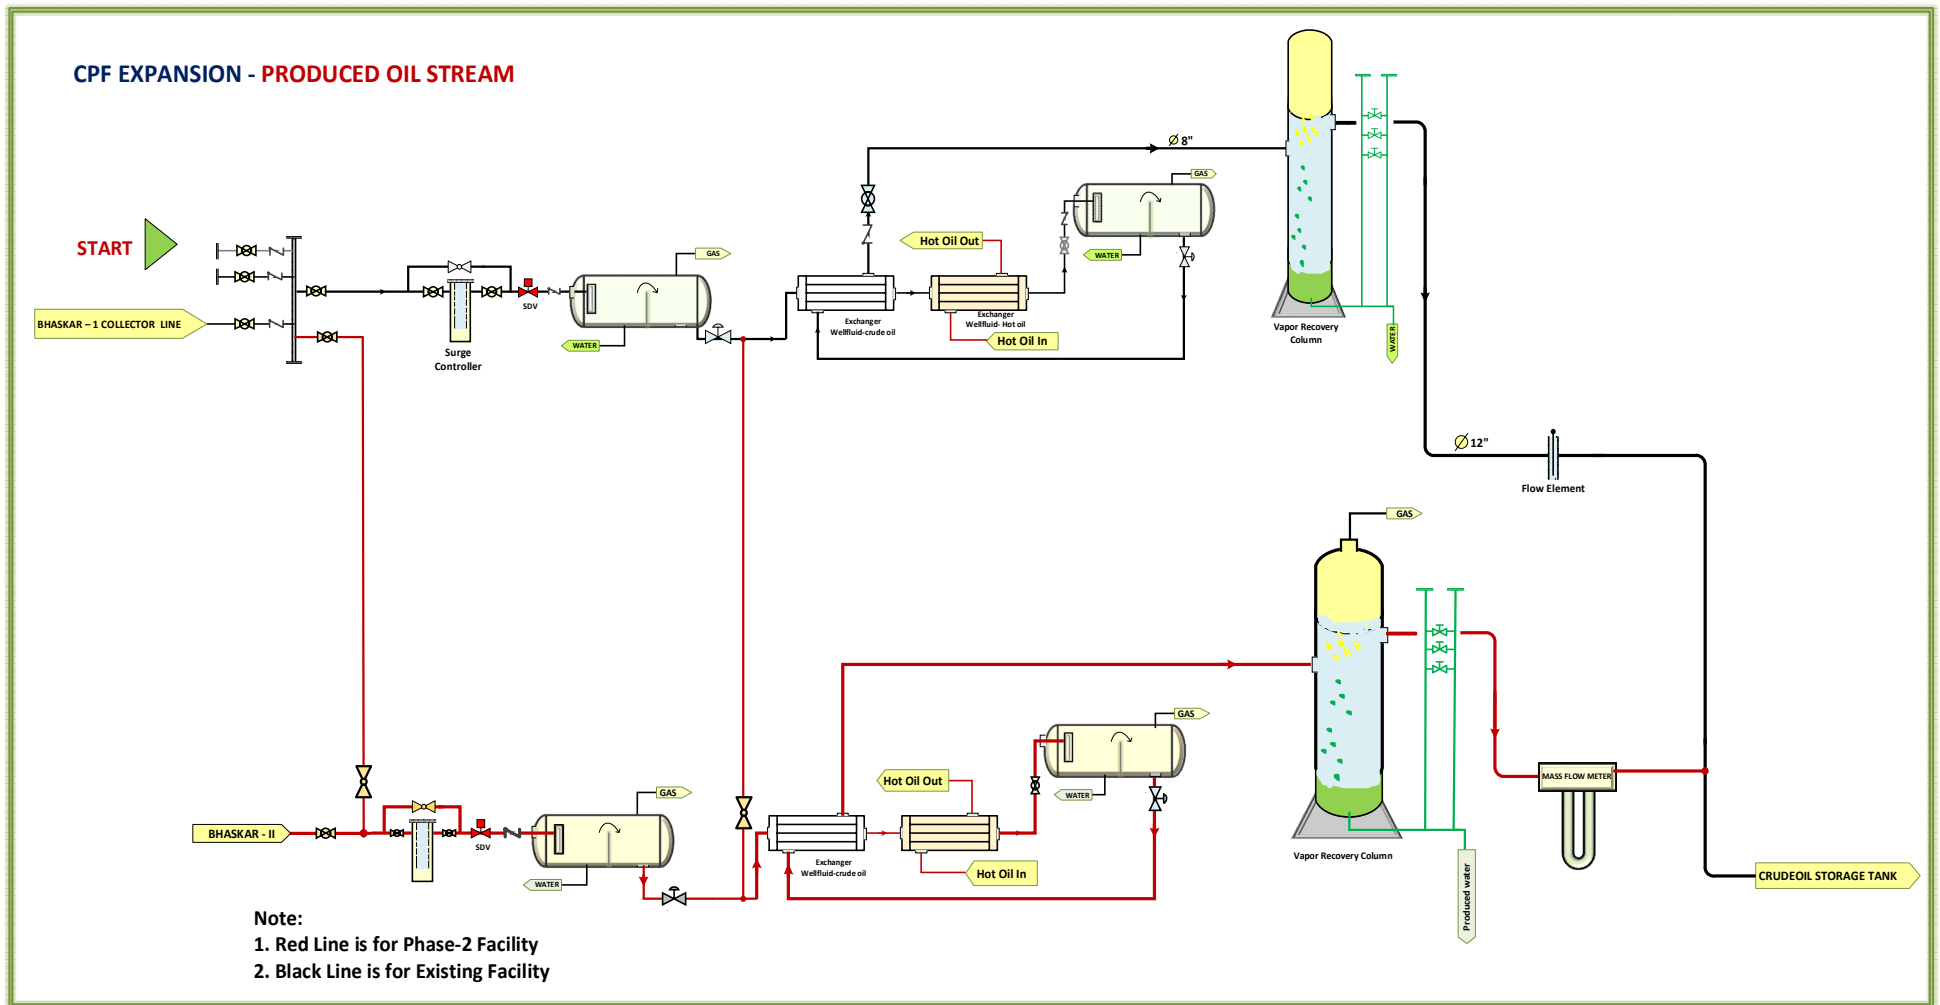 CPF EXPANSION - PRODUCED OIL STREAM
8"
GAS
START
Hot Oil Out
GAS
WATER
SDV
BHASKAR – 1 COLLECTOR LINE
Exchanger
Wellfluid-crude oil
Exchanger
Wellfluid- Hot oil
Hot Oil In
WATER
Surge
Controller
Vapor Recovery
Column
WATER
12"
Flow Element
GAS
GAS
Hot Oil Out
MASS FLOW METER
GAS
WATER
BHASKAR - II
SDV
Exchanger
Wellfluid-crude oil
Hot Oil In
Vapor Recovery Column
CRUDEOIL STORAGE TANK
WATER
Produced water
Note:
1. Red Line is for Phase-2 Facility
2. Black Line is for Existing Facility